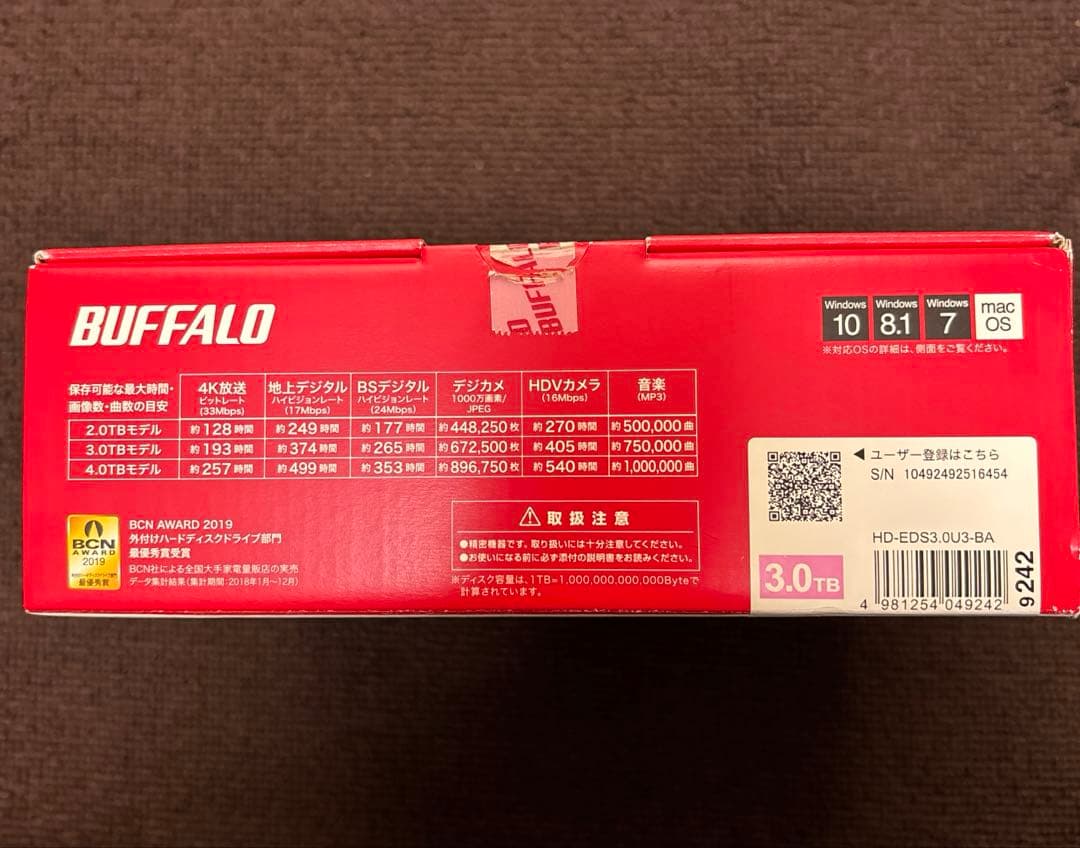 BUFFALO
BUFFALO
Windows 10 Windows 8.1 Windows 7 mac OS
※対応OSの詳細は、側面をご覧ください。
保存可能な最大時間・画像数・曲数の目安 4K放送 ビットレート (33Mbps) 地上デジタル ハイビジョンレート (17Mbps) BSデジタル ハイビジョンレート (24Mbps) デジカメ 1000万画素/JPEG HDVカメラ (16Mbps) 音楽 (MP3)
2.0TBモデル 約128時間 約249時間 約177時間 約448,250枚 約270時間 約500,000曲
3.0TBモデル 約193時間 約374時間 約265時間 約672,500枚 約405時間 約750,000曲
4.0TBモデル 約257時間 約499時間 約353時間 約896,750枚 約540時間 約1,000,000曲
BCN
AWARD
2019
最優秀賞
BCN AWARD 2019
外付けハードディスクドライブ部門
最優秀賞受賞
BCN社による全国大手家電量販店の実売
データ集計結果（集計期間：2018年1月～12月）
⚠取扱注意
●精密機器です。取り扱いには十分注意してください。
●お使いになる前に必ず添付の説明書をお読みください。
※ディスク容量は、1TB=1,000,000,000,000Byteで
計算されています。
◀ユーザー登録はこちら
S/N 10492492516454
HD-EDS3.0U3-BA
3.0TB
4 981254 049242
9242